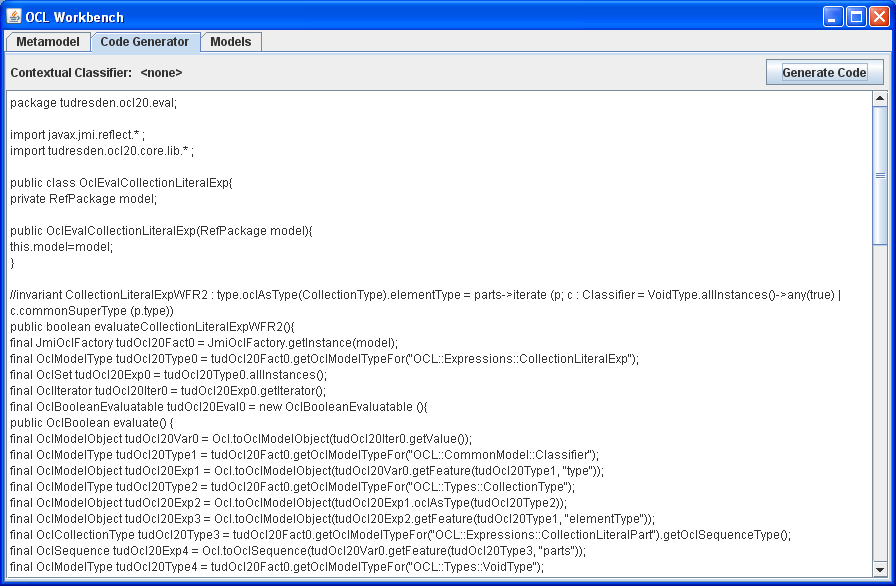 OCL Workbench
Metamodel Code Generator Models
Contextual Classifier: <none> Generate Code
package tudresden.ocl20.eval;
import javax.jmi.reflect.* ;
import tudresden.ocl20.core.lib.* ;
public class OclEvalCollectionLiteralExp{
private RefPackage model;
public OclEvalCollectionLiteralExp(RefPackage model){
this.model=model;
}
//invariant CollectionLiteralExpWFR2 : type.oclAsType(CollectionType).elementType = parts->iterate (p; c : Classifier = VoidType.allInstances()->any(true) |
c.commonSuperType (p.type))
public boolean evaluateCollectionLiteralExpWFR2(){
final JmiOclFactory tudOcl20Fact0 = JmiOclFactory.getInstance(model);
final OclModelType tudOcl20Type0 = tudOcl20Fact0.getOclModelTypeFor("OCL::Expressions::CollectionLiteralExp");
final OclSet tudOcl20Exp0 = tudOcl20Type0.allInstances();
final OclIterator tudOcl20Iter0 = tudOcl20Exp0.getIterator();
final OclBooleanEvaluatable tudOcl20Eval0 = new OclBooleanEvaluatable (){
public OclBoolean evaluate() {
final OclModelObject tudOcl20Var0 = Ocl.toOclModelObject(tudOcl20Iter0.getValue());
final OclModelType tudOcl20Type1 = tudOcl20Fact0.getOclModelTypeFor("OCL::CommonModel::Classifier");
final OclModelObject tudOcl20Exp1 = Ocl.toOclModelObject(tudOcl20Var0.getFeature(tudOcl20Type1, "type"));
final OclModelType tudOcl20Type2 = tudOcl20Fact0.getOclModelTypeFor("OCL::Types::CollectionType");
final OclModelObject tudOcl20Exp2 = Ocl.toOclModelObject(tudOcl20Exp1.oclAsType(tudOcl20Type2));
final OclModelObject tudOcl20Exp3 = Ocl.toOclModelObject(tudOcl20Exp2.getFeature(tudOcl20Type1, "elementType"));
final OclCollectionType tudOcl20Type3 = tudOcl20Fact0.getOclModelTypeFor("OCL::Expressions::CollectionLiteralPart").getOclSequenceType();
final OclSequence tudOcl20Exp4 = Ocl.toOclSequence(tudOcl20Var0.getFeature(tudOcl20Type3, "parts"));
final OclModelType tudOcl20Type4 = tudOcl20Fact0.getOclModelTypeFor("OCL::Types::VoidType");